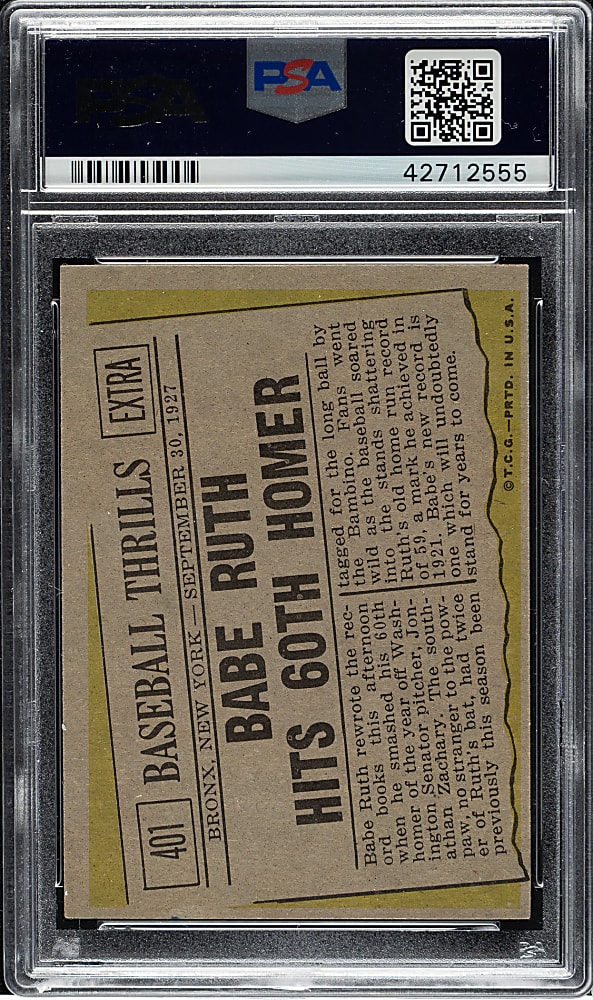 PSA
PSA
42712555
401 BASEBALL THRILLS EXTRA
BRONX, NEW YORK — SEPTEMBER 30, 1927
BABE RUTH
HITS 60TH HOMER
Babe Ruth rewrote the rec-
ord books this afternoon
when he smashed his 60th
homer of the year off Wash-
ington Senator pitcher, Jon-
athan Zachary. The south-
paw, no stranger to the pow-
er of Ruth's bat, had twice
previously this season been
tagged for the long ball by
the Bambino. Fans went
wild as the baseball soared
into the stands shattering
Ruth's old home run record
of 59, a mark he achieved in
1921. Babe's new record is
one which will undoubtedly
stand for years to come.
© T.C.G.—PRTD. IN U.S.A.